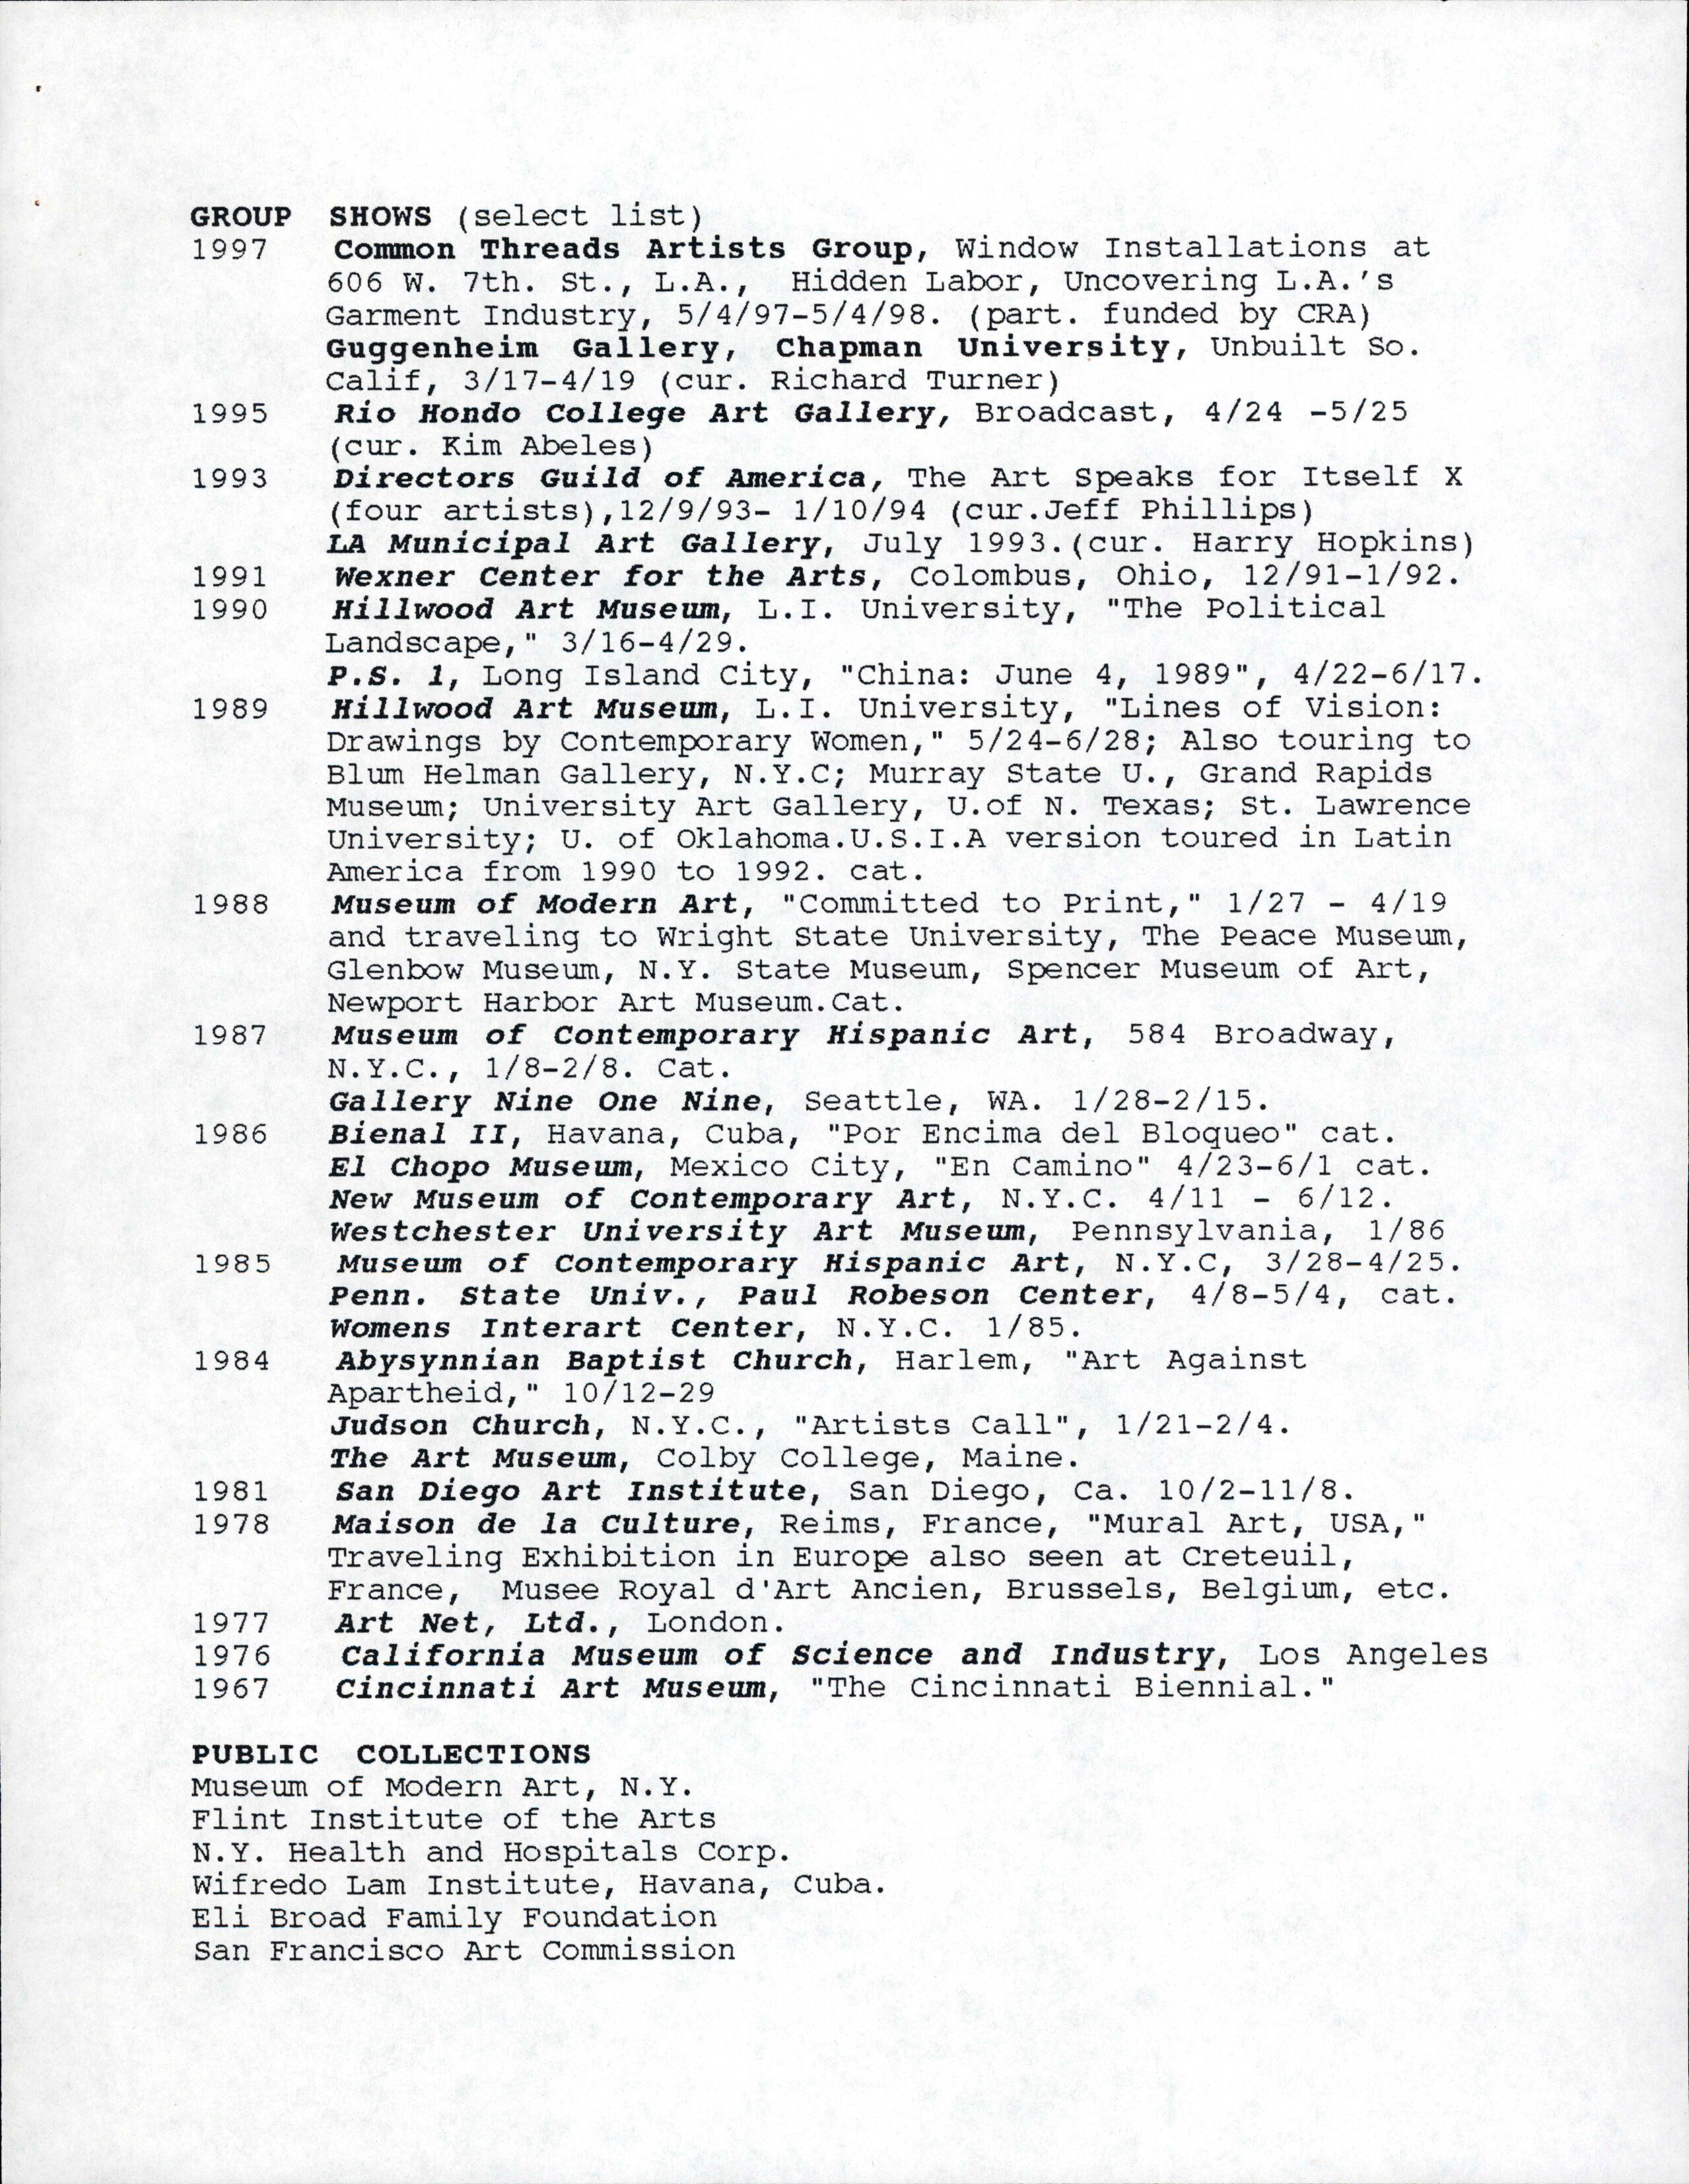 GROUP SHOWS (select list)
1997 Common Threads Artists Group, Window Installations at
606 W. 7th. St., L.A., Hidden Labor, Uncovering L.A.'s
Garment Industry, 5/4/97-5/4/98. (part. funded by CRA)
Guggenheim Gallery, Chapman University, Unbuilt So.
Calif, 3/17-4/19 (cur. Richard Turner)
1995 Rio Hondo College Art Gallery, Broadcast, 4/24 -5/25
(cur. Kim Abeles)
1993 Directors Guild of America, The Art Speaks for Itself X
(four artists),12/9/93- 1/10/94 (cur.Jeff Phillips)
LA Municipal Art Gallery, July 1993.(cur. Harry Hopkins)
1991 Wexner Center for the Arts, Colombus, Ohio, 12/91-1/92.
1990 Hillwood Art Museum, L.I. University, "The Political
Landscape," 3/16-4/29.
P.S. 1, Long Island City, "China: June 4, 1989", 4/22-6/17.
1989 Hillwood Art Museum, L.I. University, "Lines of Vision:
Drawings by Contemporary Women," 5/24-6/28; Also touring to
Blum Helman Gallery, N.Y.C; Murray State U., Grand Rapids
Museum; University Art Gallery, U.of N. Texas; St. Lawrence
University; U. of Oklahoma.U.S.I.A version toured in Latin
America from 1990 to 1992. cat.
1988 Museum of Modern Art, "Committed to Print," 1/27 - 4/19
and traveling to Wright State University, The Peace Museum,
Glenbow Museum, N.Y. State Museum, Spencer Museum of Art,
Newport Harbor Art Museum.Cat.
1987 Museum of Contemporary Hispanic Art, 584 Broadway,
N.Y.C., 1/8-2/8. Cat.
Gallery Nine One Nine, Seattle, WA. 1/28-2/15.
1986 Bienal II, Havana, Cuba, "Por Encima del Bloqueo" cat.
El Chopo Museum, Mexico City, "En Camino" 4/23-6/1 cat.
New Museum of Contemporary Art, N.Y.C. 4/11 - 6/12.
Westchester University Art Museum, Pennsylvania, 1/86
1985 Museum of Contemporary Hispanic Art, N.Y.C, 3/28-4/25.
Penn. State Univ., Paul Robeson Center, 4/8-5/4, cat.
Womens Interart Center, N.Y.C. 1/85.
1984 Abysynnian Baptist Church, Harlem, "Art Against
Apartheid," 10/12-29
Judson Church, N.Y.C., "Artists Call", 1/21-2/4.
The Art Museum, Colby College, Maine.
1981 San Diego Art Institute, San Diego, Ca. 10/2-11/8.
1978 Maison de la Culture, Reims, France, "Mural Art, USA,"
Traveling Exhibition in Europe also seen at Creteuil,
France, Musee Royal d'Art Ancien, Brussels, Belgium, etc.
1977 Art Net, Ltd., London.
1976 California Museum of Science and Industry, Los Angeles
1967 Cincinnati Art Museum, "The Cincinnati Biennial."
PUBLIC COLLECTIONS
Museum of Modern Art, N.Y.
Flint Institute of the Arts
N.Y. Health and Hospitals Corp.
Wifredo Lam Institute, Havana, Cuba.
Eli Broad Family Foundation
San Francisco Art Commission